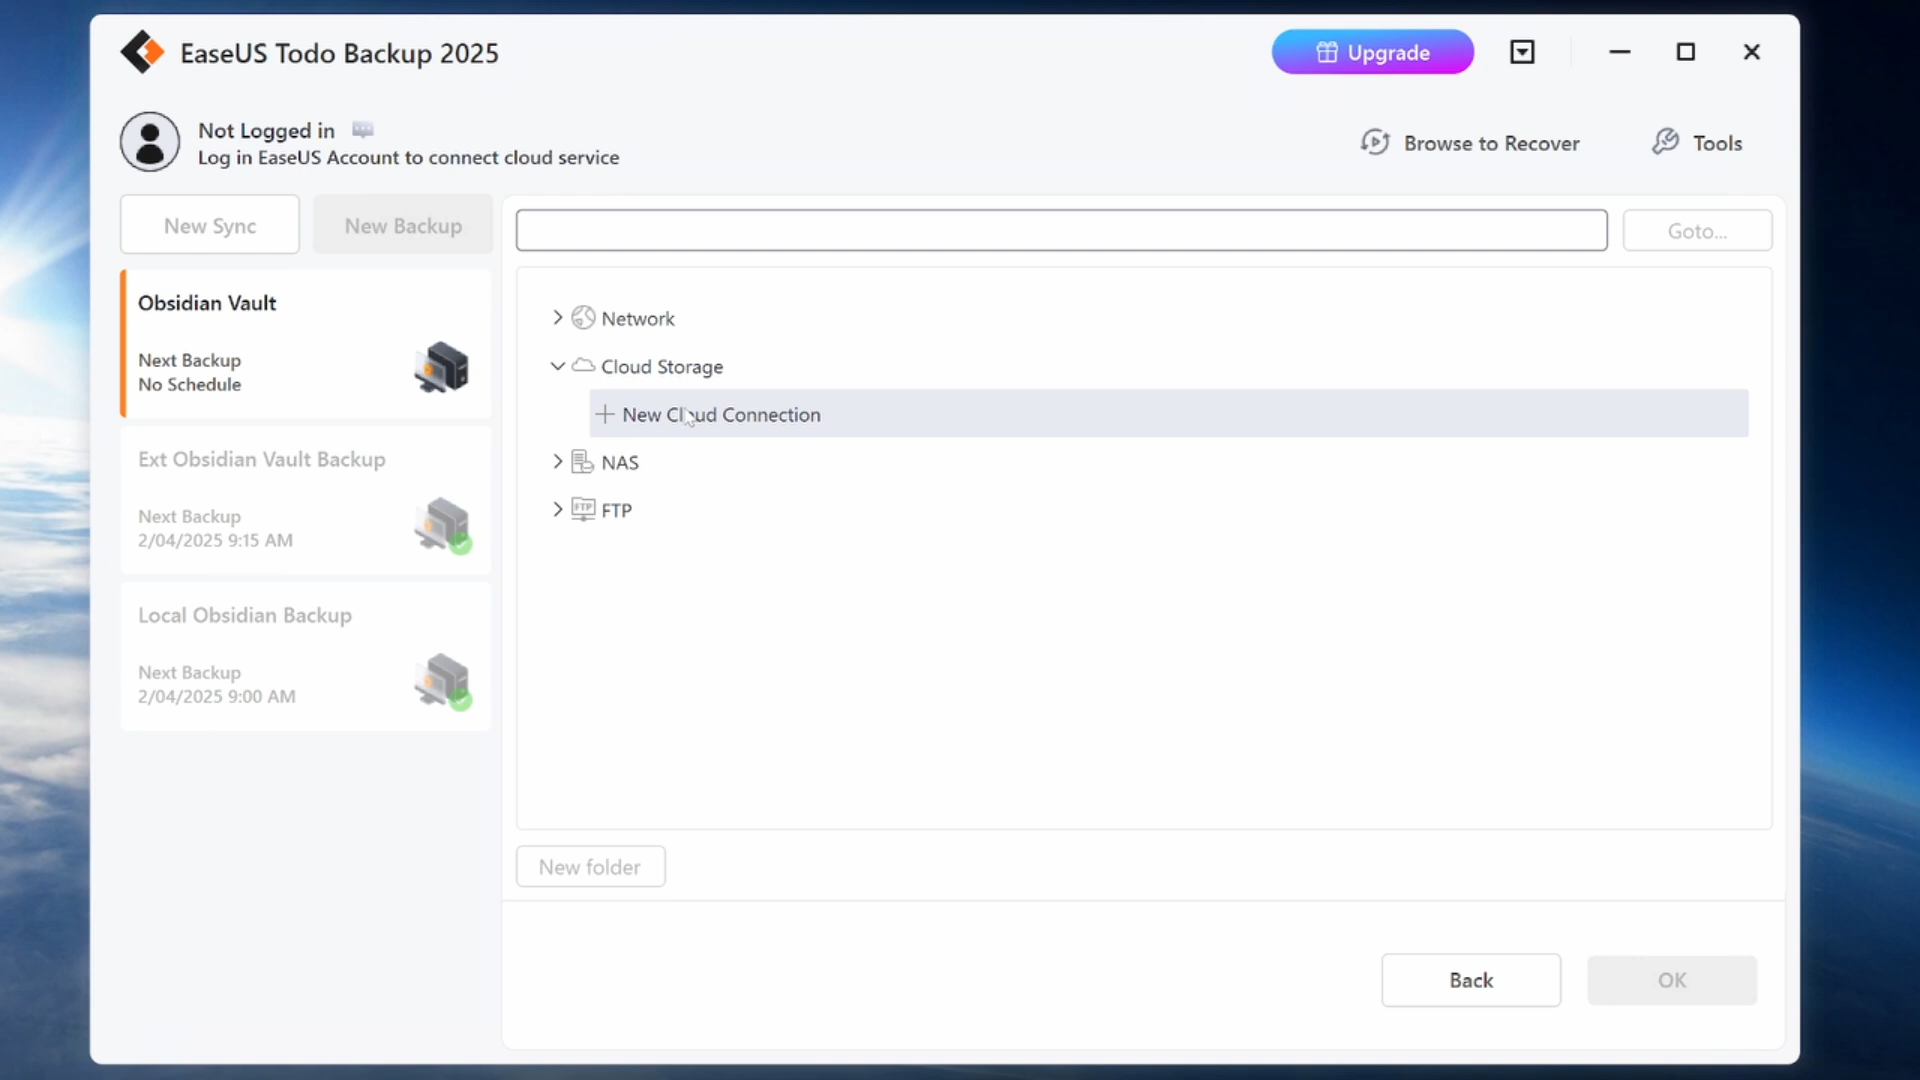 EaseUS Todo Backup 2025
Upgrade
Not Logged in
Log in EaseUS Account to connect cloud service
Browse to Recover
Tools
New Sync
New Backup
Goto...
Obsidian Vault
Next Backup
No Schedule
Ext Obsidian Vault Backup
Next Backup
2/04/2025 9:15 AM
Local Obsidian Backup
Next Backup
2/04/2025 9:00 AM
Network
Cloud Storage
New Cloud Connection
NAS
FTP
FTP
New folder
Back
OK